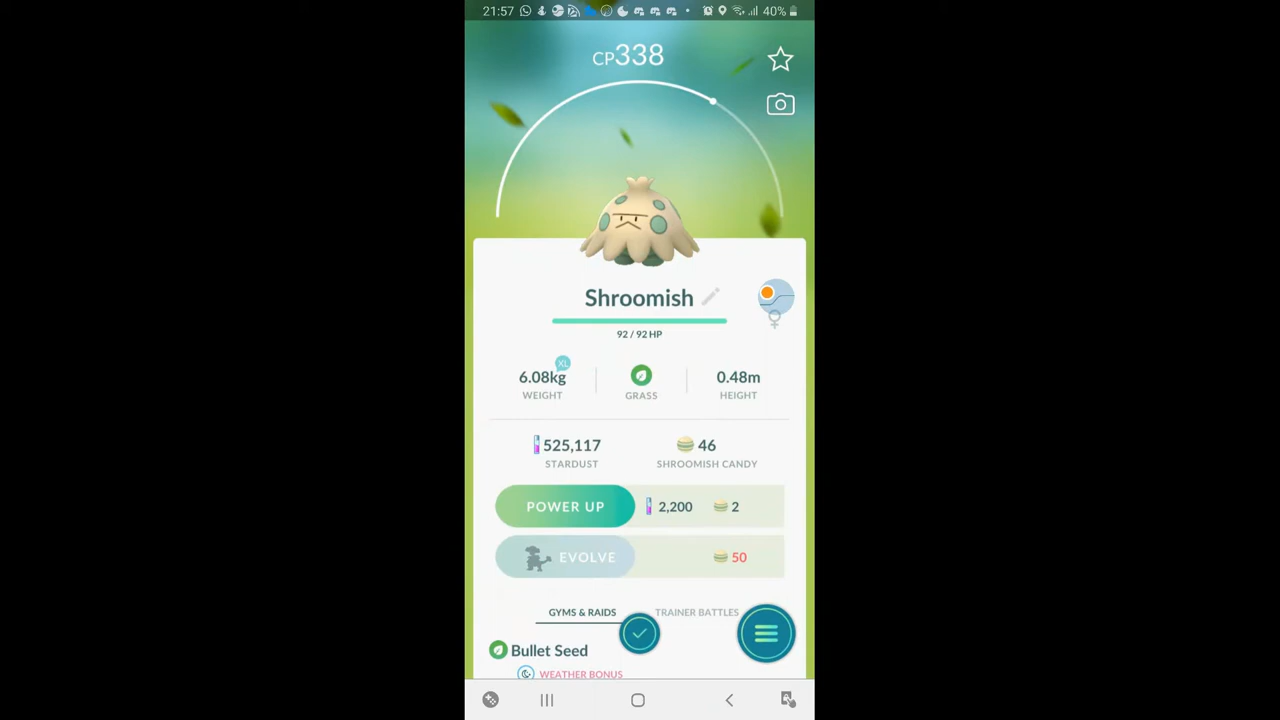 21:57 40%
CP338
Shroomish
92 / 92 HP
XL
6.08kg 0.48m
WEIGHT GRASS HEIGHT
525,117 46
STARDUST SHROOMISH CANDY
POWER UP 2,200 2
EVOLVE 50
GYMS & RAIDS TRAINER BATTLES
Bullet Seed
WEATHER BONUS